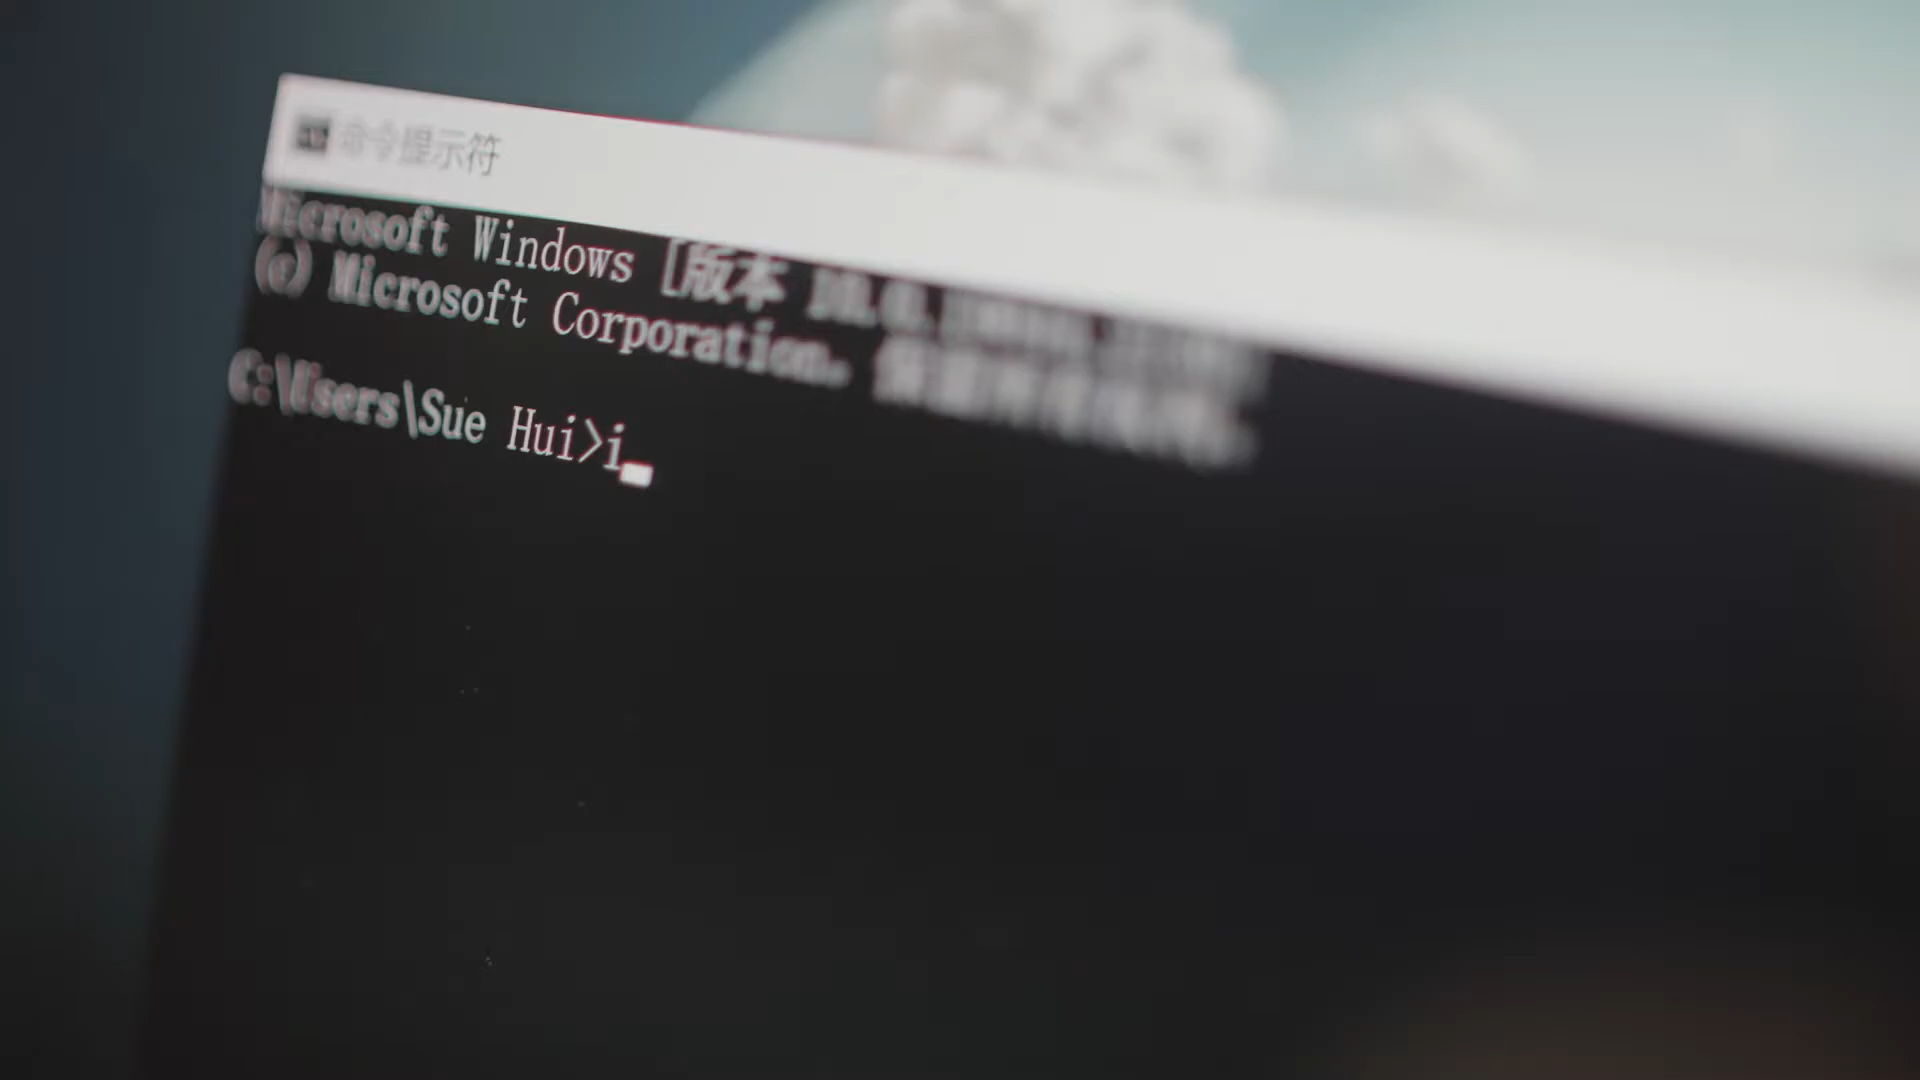 命令提示符
Microsoft Windows [版本
(c) Microsoft Corporation。
C:\Users\Sue Hui>i